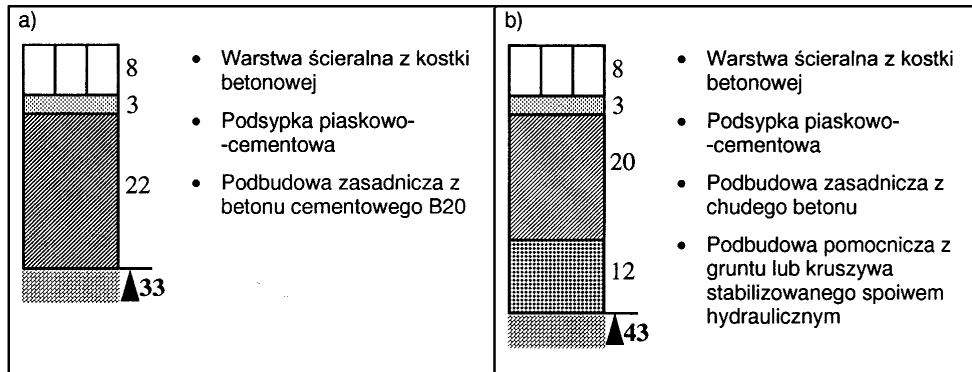 a)
8
3
22
33
• Warstwa ścieralna z kostki
betonowej
• Podsypka piaskowo-
-cementowa
• Podbudowa zasadnicza z
betonu cementowego B20
b)
8
3
20
12
43
• Warstwa ścieralna z kostki
betonowej
• Podsypka piaskowo-
-cementowa
• Podbudowa zasadnicza z
chudego betonu
• Podbudowa pomocnicza z
gruntu lub kruszywa
stabilizowanego spoiwem
hydraulicznym